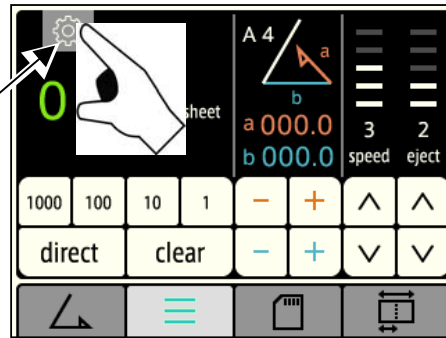 A 4
a
b
0
sheet
a 000.0
b 000.0
3 2
speed eject
1000 100 10 1 - +
direct clear - +